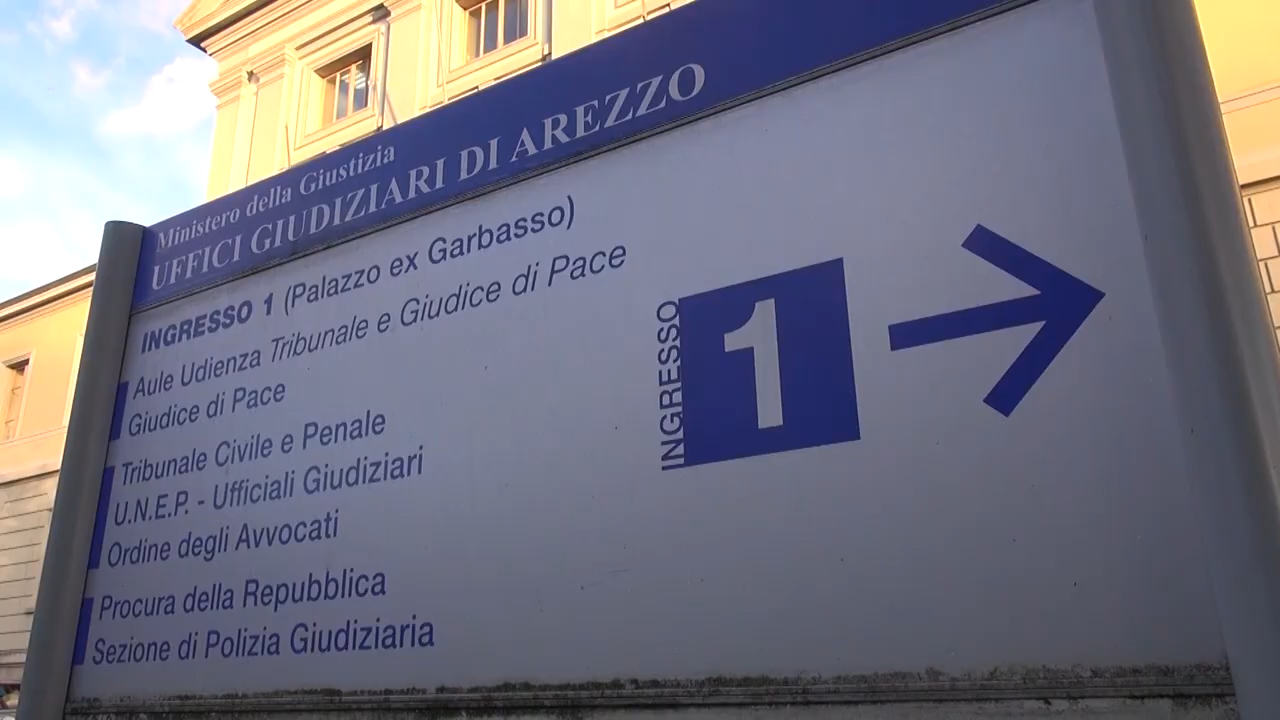 Ministero della Giustizia
UFFICI GIUDIZIARI DI AREZZO
INGRESSO 1 (Palazzo ex Garbasso)
Aule Udienza Tribunale e Giudice di Pace
Giudice di Pace
Tribunale Civile e Penale
U.N.E.P. - Ufficiali Giudiziari
Ordine degli Avvocati
Procura della Repubblica
Sezione di Polizia Giudiziaria
INGRESSO
1